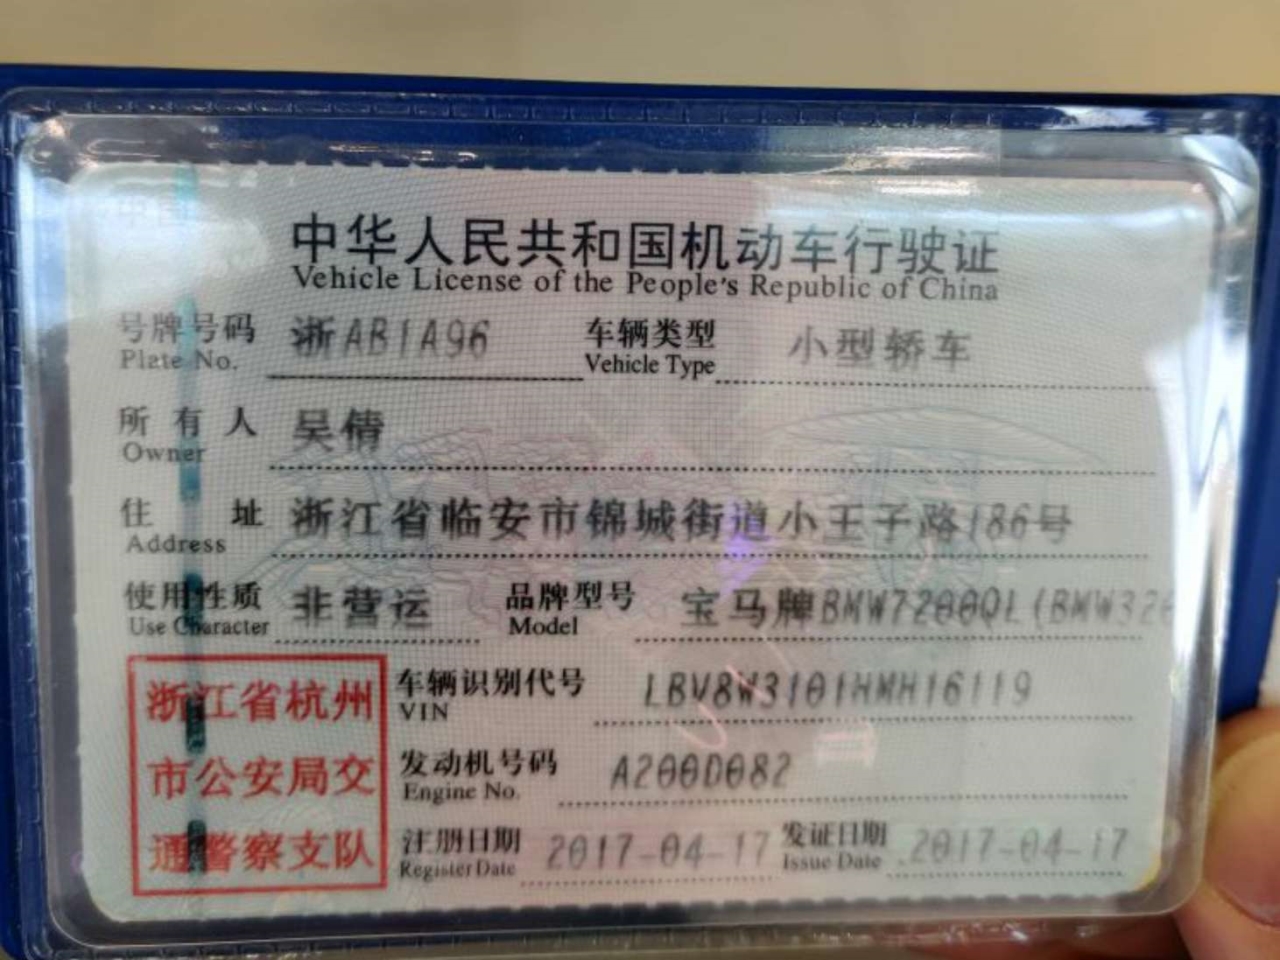 中华人民共和国机动车行驶证
Vehicle License of the People's Republic of China
号牌号码 浙AB1A96 车辆类型 小型轿车
Plate No. Vehicle Type
所有人 吴倩
Owner
住址 浙江省临安市锦城街道小王子路186号
Address
使用性质 非营运 品牌型号 宝马牌BMW7200QL(BMW320
Use Character Model
浙江省杭州
市公安局交
通警察支队
车辆识别代号 LBV8W3101HMH16119
VIN
发动机号码 A200D082
Engine No.
注册日期 2017-04-17 发证日期 2017-04-17
Register Date Issue Date